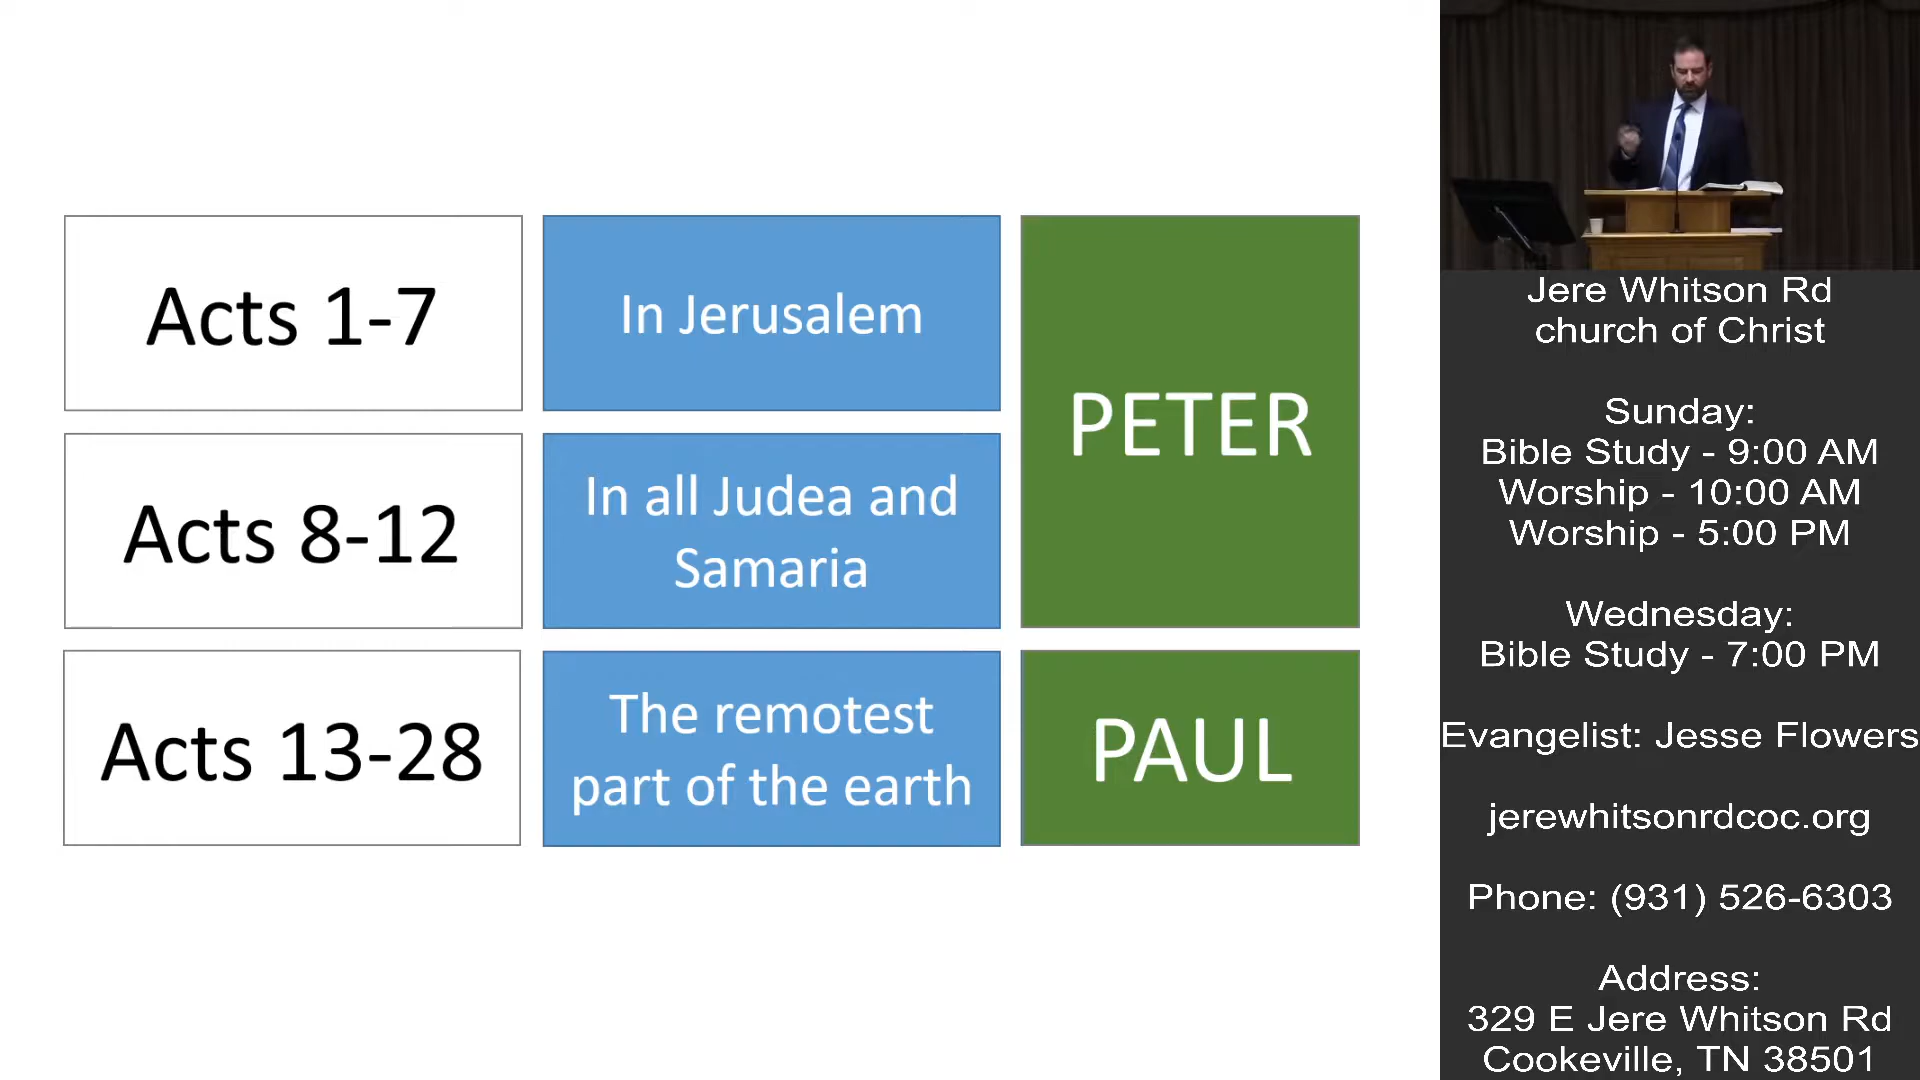 Acts 1-7
In Jerusalem
PETER
Acts 8-12
In all Judea and
Samaria
Acts 13-28
The remotest
part of the earth
PAUL
Jere Whitson Rd
church of Christ
Sunday:
Bible Study - 9:00 AM
Worship - 10:00 AM
Worship - 5:00 PM
Wednesday:
Bible Study - 7:00 PM
Evangelist: Jesse Flowers
jerewhitsonrdcoc.org
Phone: (931) 526-6303
Address:
329 E Jere Whitson Rd
Cookeville, TN 38501